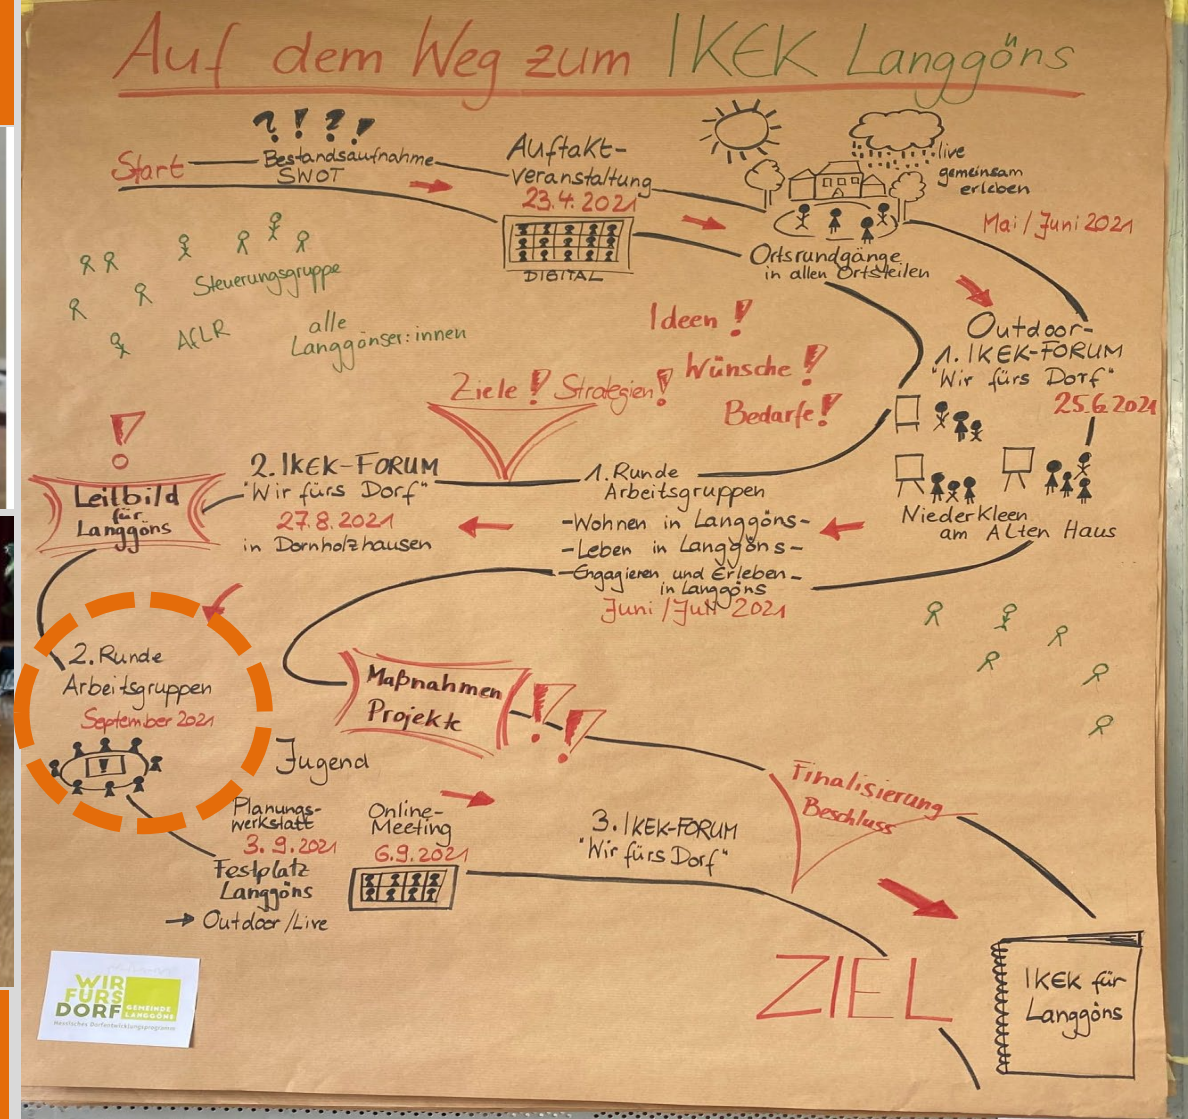 Auf dem Weg zum IKEK Langgöns
? ! ? !
Start
Bestandsaufnahme
SWOT
Auftakt-
veranstaltung
23.4.2021
DIGITAL
live
gemeinsam
erleben
Mai/Juni 2021
Ortsrundgänge
in allen Ortsteilen
Steuerungsgruppe
AfLR
alle
Langgönser:innen
Outdoor-
1. IKEK-FORUM
"Wir fürs Dorf"
25.6.2021
Niederkleen
am Alten Haus
Ideen!
Wünsche!
Bedarfe!
Ziele! Strategien!
1. Runde
Arbeitsgruppen
-Wohnen in Langgöns-
-Leben in Langgöns-
-Engagieren und Erleben-
in Langgöns
Juni/Juli 2021
2. IKEK-FORUM
"Wir fürs Dorf"
27.8.2021
in Dornholzhausen
!
Leitbild
für
Langgöns
2. Runde
Arbeitsgruppen
September 2021
!
Maßnahmen
Projekte
!!
Jugend
Planungs-
werkstatt
3.9.2021
Festplatz
Langgöns
→ Outdoor/Live
Online-
Meeting
6.9.2021
3. IKEK-FORUM
"Wir fürs Dorf"
Finalisierung
Beschluss
ZIEL
IKEK für
Langgöns
WIR
FÜRS
DORF
GEMEINDE
LANGGÖNS
Hessisches Dorfentwicklungsprogramm